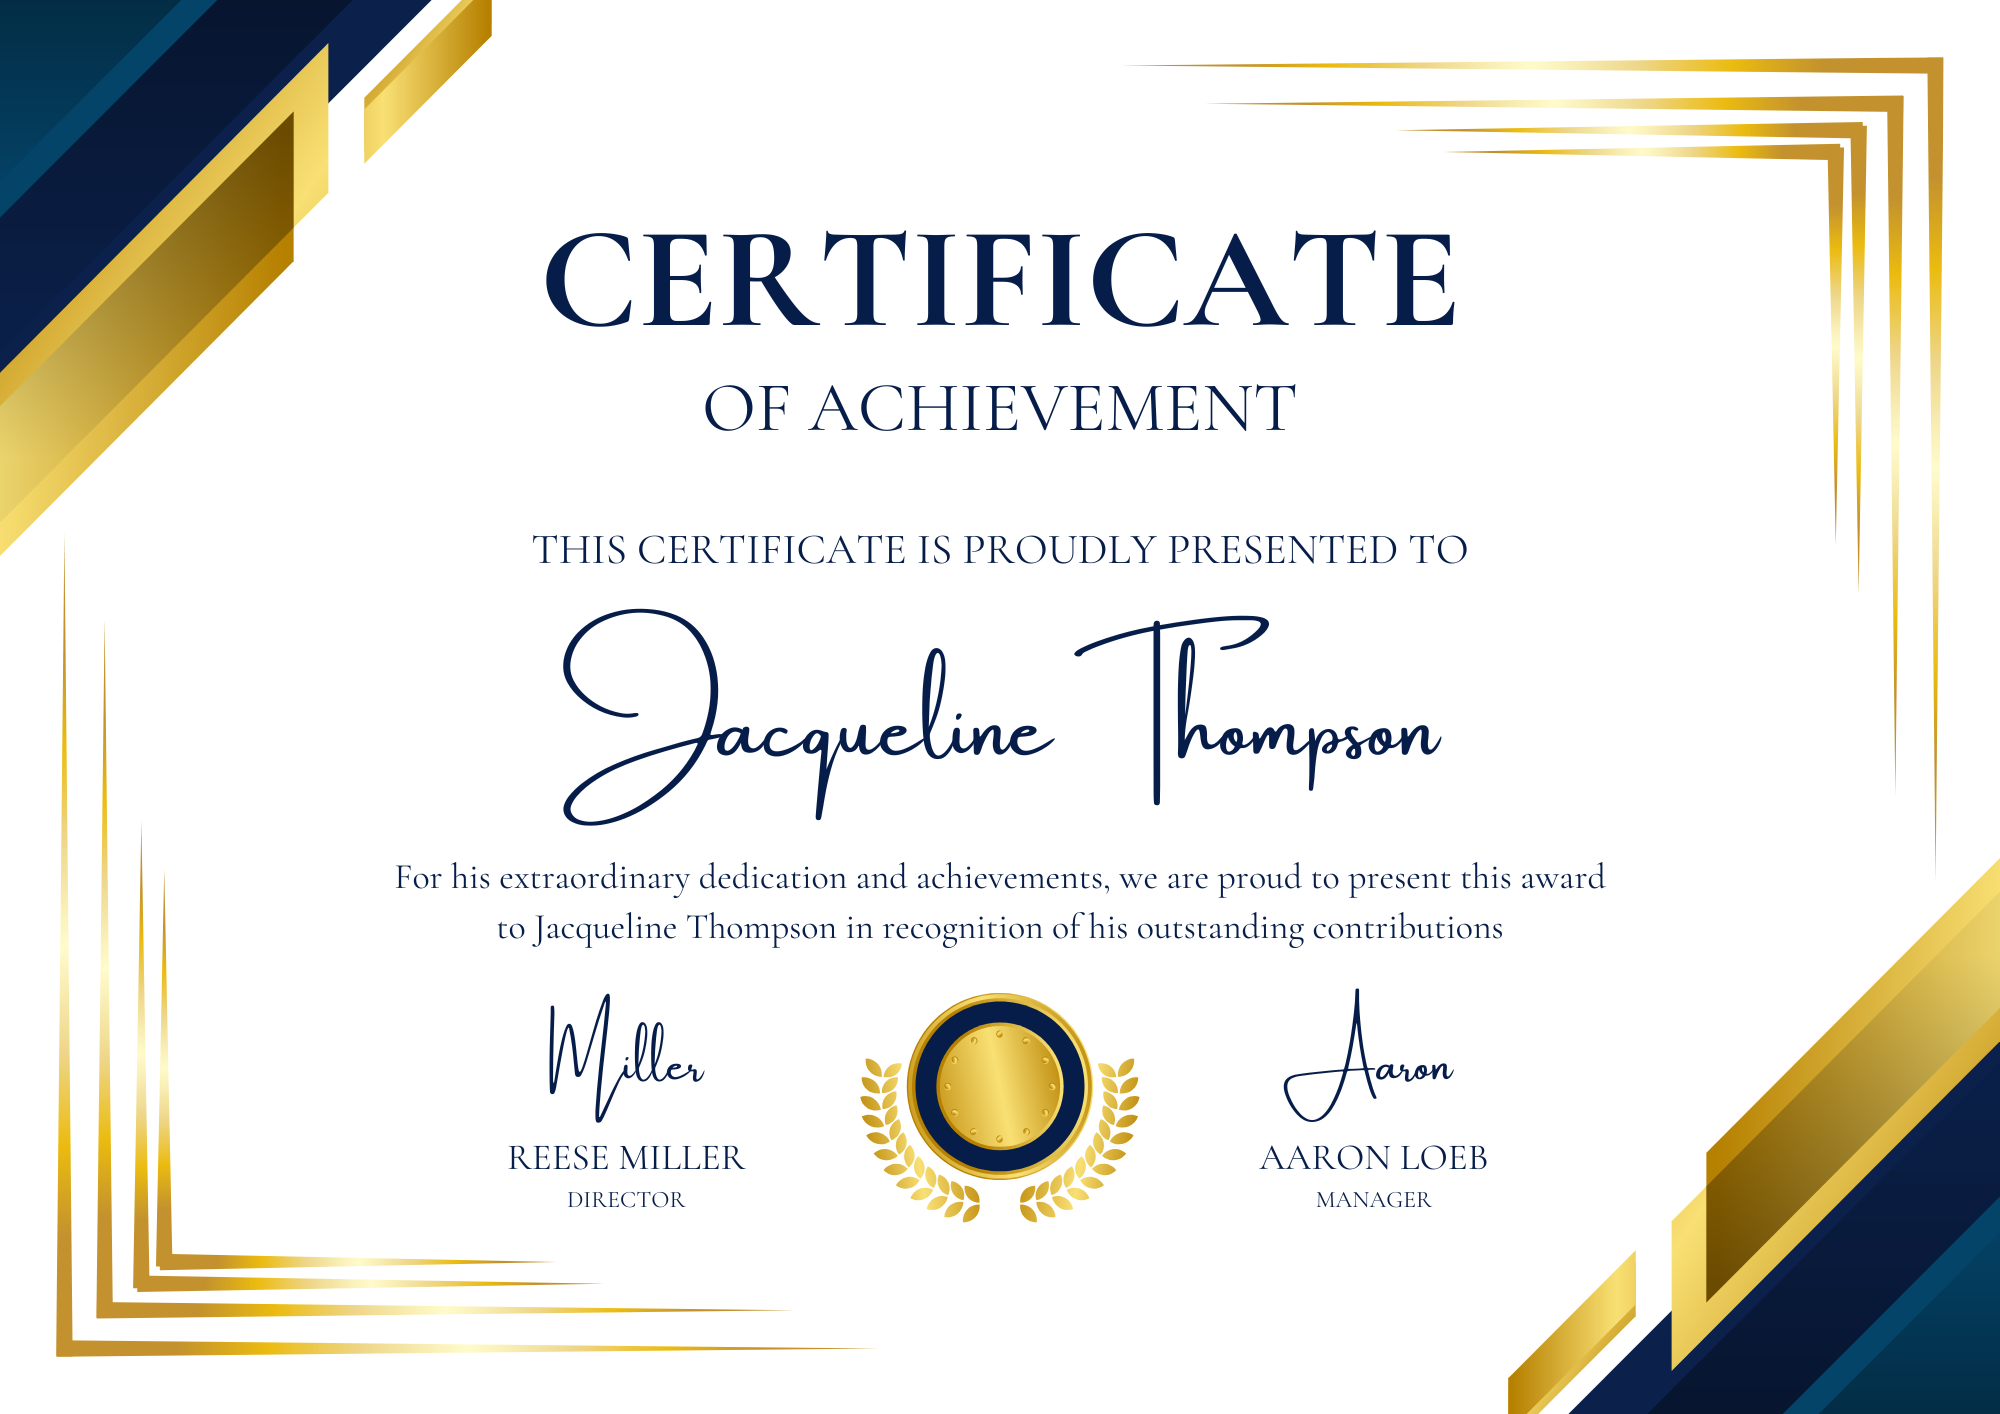 CERTIFICATE
OF ACHIEVEMENT
THIS CERTIFICATE IS PROUDLY PRESENTED TO
Jacqueline Thompson
For his extraordinary dedication and achievements, we are proud to present this award
to Jacqueline Thompson in recognition of his outstanding contributions
Miller
REESE MILLER
DIRECTOR
Aaron
AARON LOEB
MANAGER